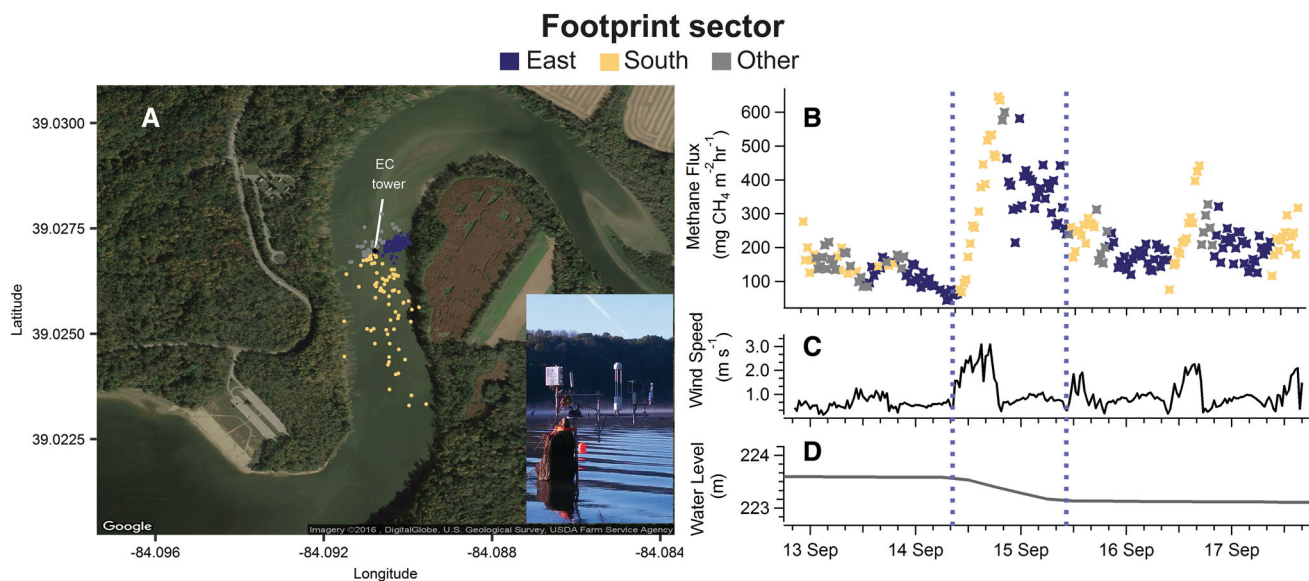 Footprint sector
East South Other
A
EC
tower
39.0300
39.0275
39.0250
39.0225
Latitude
Google
Imagery ©2016 , DigitalGlobe, U.S. Geological Survey, USDA Farm Service Agency
-84.096 -84.092 -84.088 -84.084
Longitude
B
Methane Flux
(mg CH₄ m⁻² hr⁻¹)
600
500
400
300
200
100
C
Wind Speed
(m s⁻¹)
3.0
2.0
1.0
D
Water Level
(m)
224
223
13 Sep 14 Sep 15 Sep 16 Sep 17 Sep